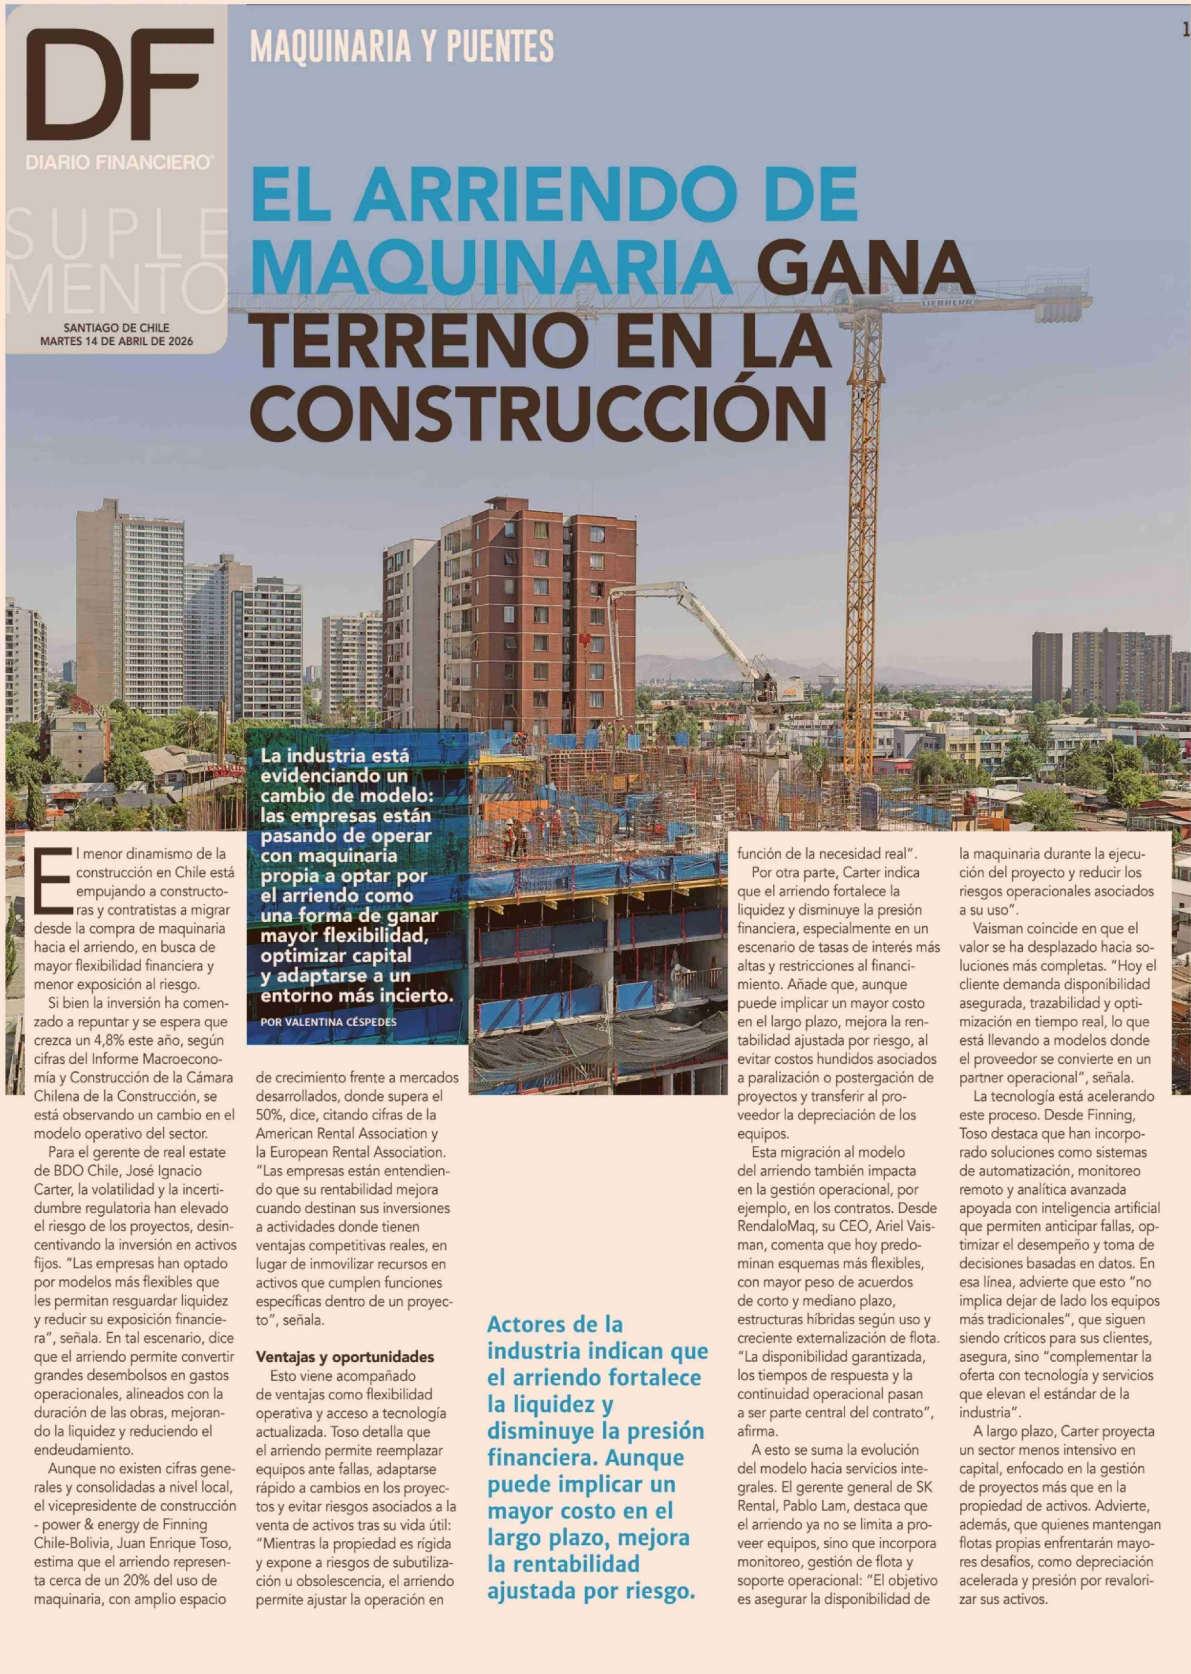 DF
DIARIO FINANCIERO®
SUPLE
MENTO
SANTIAGO DE CHILE
MARTES 14 DE ABRIL DE 2026
MAQUINARIA Y PUENTES
1
EL ARRIENDO DE
MAQUINARIA GANA
TERRENO EN LA
CONSTRUCCIÓN
LIEBHERR
La industria está
evidenciando un
cambio de modelo:
las empresas están
pasando de operar
con maquinaria
propia a optar por
el arriendo como
una forma de ganar
mayor flexibilidad,
optimizar capital
y adaptarse a un
entorno más incierto.
POR VALENTINA CÉSPEDES
El menor dinamismo de la
construcción en Chile está
empujando a constructo-
ras y contratistas a migrar
desde la compra de maquinaria
hacia el arriendo, en busca de
mayor flexibilidad financiera y
menor exposición al riesgo.
Si bien la inversión ha comen-
zado a repuntar y se espera que
crezca un 4,8% este año, según
cifras del Informe Macroecono-
mía y Construcción de la Cámara
Chilena de la Construcción, se
está observando un cambio en el
modelo operativo del sector.
Para el gerente de real estate
de BDO Chile, José Ignacio
Carter, la volatilidad y la incerti-
dumbre regulatoria han elevado
el riesgo de los proyectos, desin-
centivando la inversión en activos
fijos. "Las empresas han optado
por modelos más flexibles que
les permitan resguardar liquidez
y reducir su exposición financie-
ra", señala. En tal escenario, dice
que el arriendo permite convertir
grandes desembolsos en gastos
operacionales, alineados con la
duración de las obras, mejoran-
do la liquidez y reduciendo el
endeudamiento.
Aunque no existen cifras gene-
rales y consolidadas a nivel local,
el vicepresidente de construcción
- power & energy de Finning
Chile-Bolivia, Juan Enrique Toso,
estima que el arriendo represen-
ta cerca de un 20% del uso de
maquinaria, con amplio espacio
de crecimiento frente a mercados
desarrollados, donde supera el
50%, dice, citando cifras de la
American Rental Association y
la European Rental Association.
"Las empresas están entendien-
do que su rentabilidad mejora
cuando destinan sus inversiones
a actividades donde tienen
ventajas competitivas reales, en
lugar de inmovilizar recursos en
activos que cumplen funciones
específicas dentro de un proyec-
to", señala.
Ventajas y oportunidades
Esto viene acompañado
de ventajas como flexibilidad
operativa y acceso a tecnología
actualizada. Toso detalla que
el arriendo permite reemplazar
equipos ante fallas, adaptarse
rápido a cambios en los proyec-
tos y evitar riesgos asociados a la
venta de activos tras su vida útil:
"Mientras la propiedad es rígida
y expone a riesgos de subutiliza-
ción u obsolescencia, el arriendo
permite ajustar la operación en
Actores de la
industria indican que
el arriendo fortalece
la liquidez y
disminuye la presión
financiera. Aunque
puede implicar un
mayor costo en el
largo plazo, mejora
la rentabilidad
ajustada por riesgo.
función de la necesidad real".
Por otra parte, Carter indica
que el arriendo fortalece la
liquidez y disminuye la presión
financiera, especialmente en un
escenario de tasas de interés más
altas y restricciones al financi-
miento. Añade que, aunque
puede implicar un mayor costo
en el largo plazo, mejora la ren-
tabilidad ajustada por riesgo, al
evitar costos hundidos asociados
a paralización o postergación de
proyectos y transferir al pro-
veedor la depreciación de los
equipos.
Esta migración al modelo
del arriendo también impacta
en la gestión operacional, por
ejemplo, en los contratos. Desde
RendaloMaq, su CEO, Ariel Vais-
man, comenta que hoy predo-
minan esquemas más flexibles,
con mayor peso de acuerdos
de corto y mediano plazo,
estructuras híbridas según uso y
creciente externalización de flota.
"La disponibilidad garantizada,
los tiempos de respuesta y la
continuidad operacional pasan
a ser parte central del contrato",
afirma.
A esto se suma la evolución
del modelo hacia servicios inte-
grales. El gerente general de SK
Rental, Pablo Lam, destaca que
el arriendo ya no se limita a pro-
veer equipos, sino que incorpora
monitoreo, gestión de flota y
soporte operacional: "El objetivo
es asegurar la disponibilidad de
la maquinaria durante la ejecu-
ción del proyecto y reducir los
riesgos operacionales asociados
a su uso".
Vaisman coincide en que el
valor se ha desplazado hacia so-
luciones más completas. "Hoy el
cliente demanda disponibilidad
asegurada, trazabilidad y opti-
mización en tiempo real, lo que
está llevando a modelos donde
el proveedor se convierte en un
partner operacional", señala.
La tecnología está acelerando
este proceso. Desde Finning,
Toso destaca que han incorpo-
rado soluciones como sistemas
de automatización, monitoreo
remoto y analítica avanzada
apoyada con inteligencia artificial
que permiten anticipar fallas, op-
timizar el desempeño y toma de
decisiones basadas en datos. En
esa línea, advierte que esto "no
implica dejar de lado los equipos
más tradicionales", que siguen
siendo críticos para sus clientes,
asegura, sino "complementar la
oferta con tecnología y servicios
que elevan el estándar de la
industria".
A largo plazo, Carter proyecta
un sector menos intensivo en
capital, enfocado en la gestión
de proyectos más que en la
propiedad de activos. Advierte,
además, que quienes mantengan
flotas propias enfrentarán mayo-
res desafíos, como depreciación
acelerada y presión por revalori-
zar sus activos.